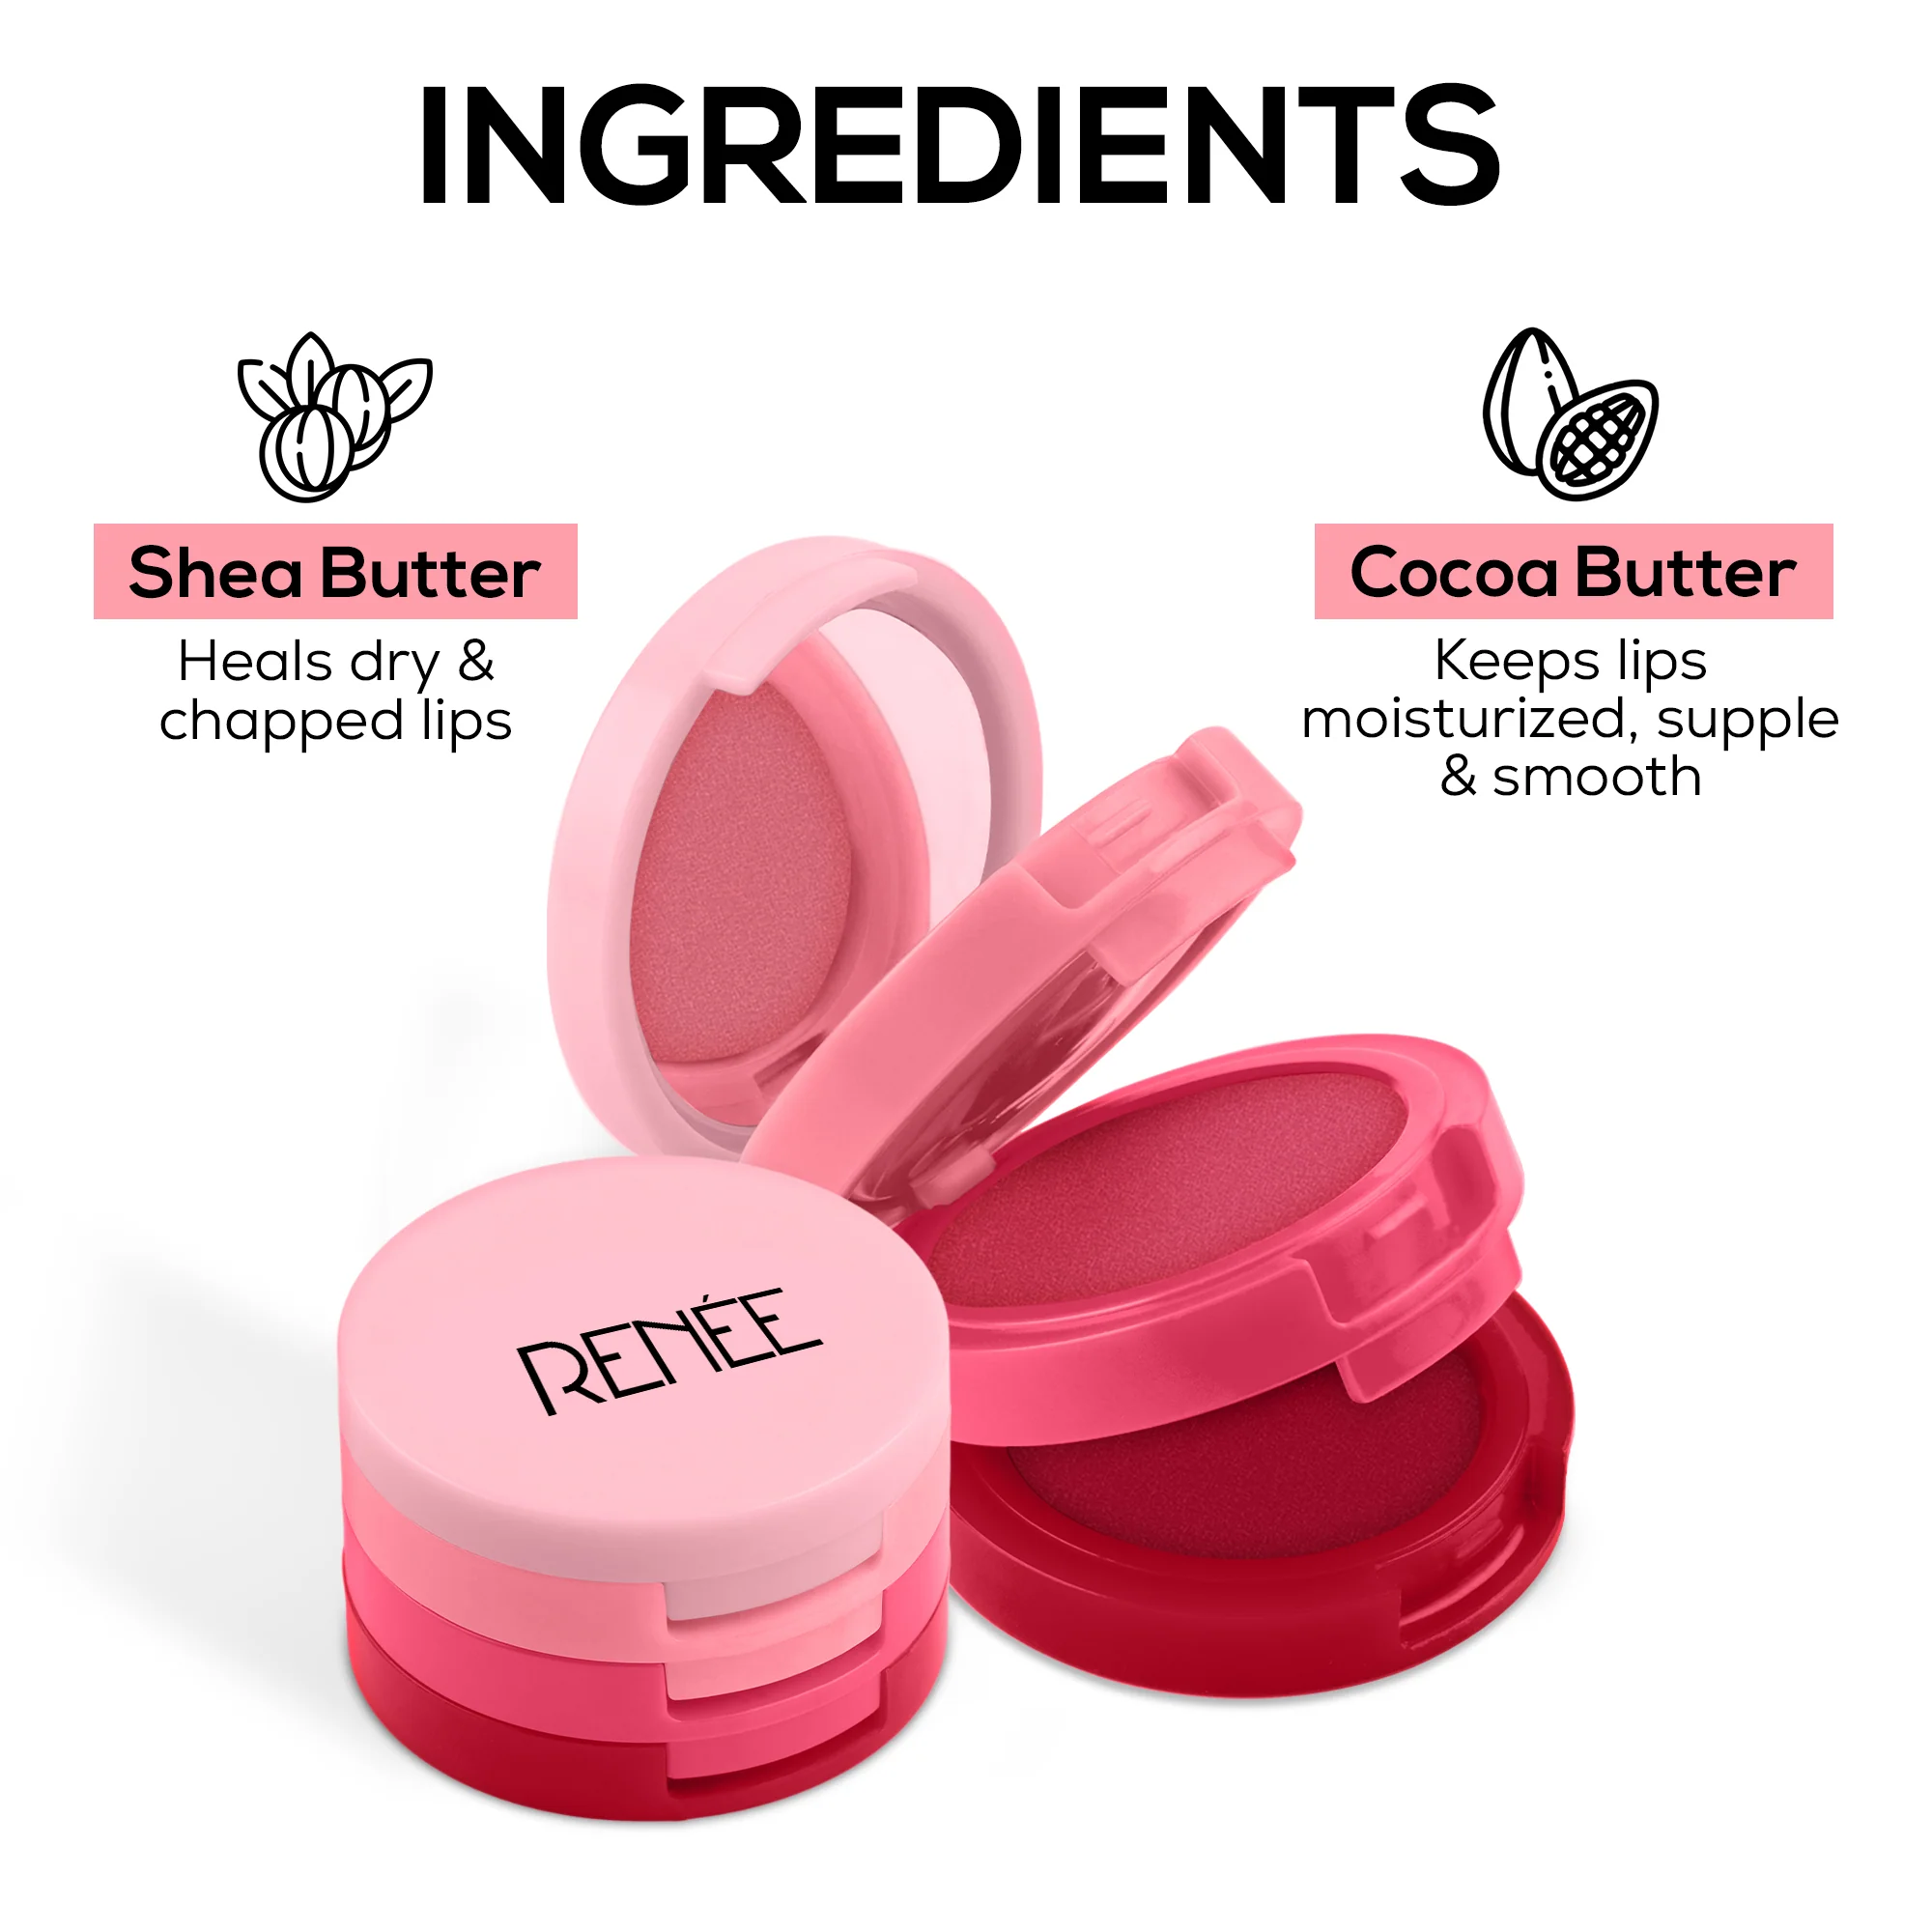 INGREDIENTS
Shea Butter
Heals dry &
chapped lips
Cocoa Butter
Keeps lips
moisturized, supple
& smooth
RENÉE